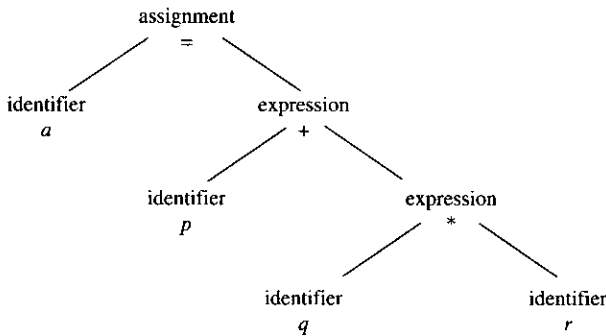 assignment
=
identifier expression
a +
identifier expression
p *
identifier identifier
q r